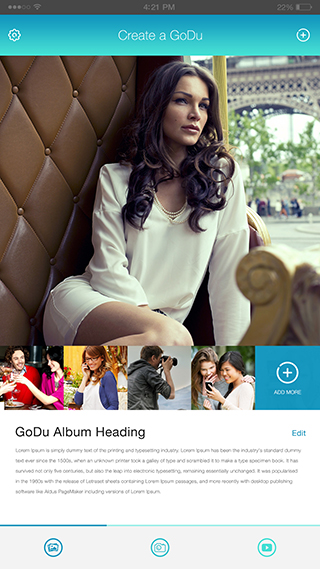 4:21 PM
22%
Create a GoDu
ADD MORE
GoDu Album Heading
Edit
Lorem Ipsum is simply dummy text of the printing and typesetting industry. Lorem Ipsum has been the industry's standard dummy
text ever since the 1500s, when an unknown printer took a galley of type and scrambled it to make a type specimen book. It has
survived not only five centuries, but also the leap into electronic typesetting, remaining essentially unchanged. It was popularised
in the 1960s with the release of Letraset sheets containing Lorem Ipsum passages, and more recently with desktop publishing
software like Aldus PageMaker including versions of Lorem Ipsum.